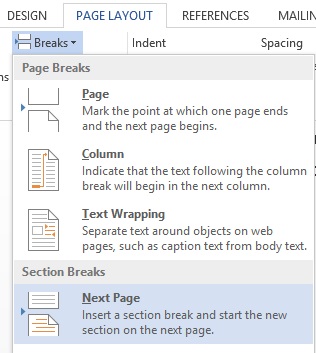 DESIGN PAGE LAYOUT REFERENCES MAILIN
Breaks Indent Spacing
Page Breaks
Page
Mark the point at which one page ends
and the next page begins.
Column
Indicate that the text following the column
break will begin in the next column.
Text Wrapping
Separate text around objects on web
pages, such as caption text from body text.
Section Breaks
Next Page
Insert a section break and start the new
section on the next page.